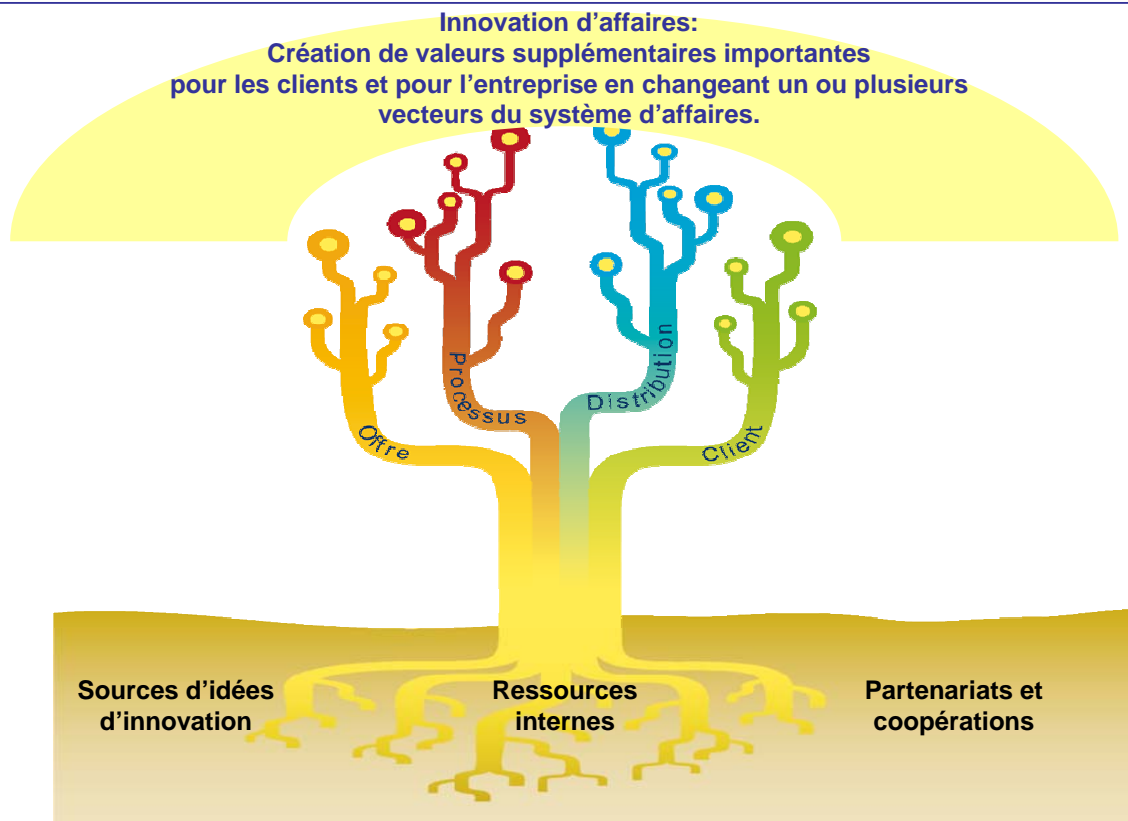 Innovation d’affaires:
Création de valeurs supplémentaires importantes
pour les clients et pour l’entreprise en changeant un ou plusieurs
vecteurs du système d’affaires.
Processus
Distribution
Offre
Client
Sources d’idées
d’innovation
Ressources
internes
Partenariats et
coopérations